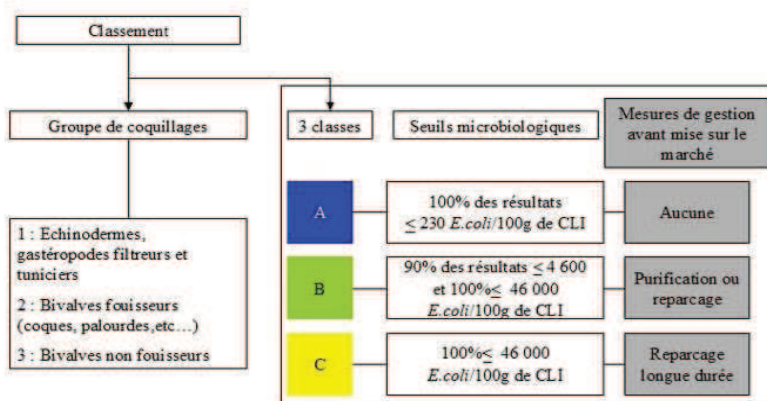 Classement
Groupe de coquillages
3 classes
Seuils microbiologiques
Mesures de gestion
avant mise sur le
marché
1 : Echinodermes,
gastéropodes filtreurs et
tuniciers
2 : Bivalves fouisseurs
(coques, palourdes,etc…)
3 : Bivalves non fouisseurs
A
100% des résultats
≤ 230 E.coli/100g de CLI
Aucune
B
90% des résultats ≤ 4 600
et 100%≤ 46 000
E.coli/100g de CLI
Purification ou
reparcage
C
100%≤ 46 000
E.coli/100g de CLI
Reparcage
longue durée